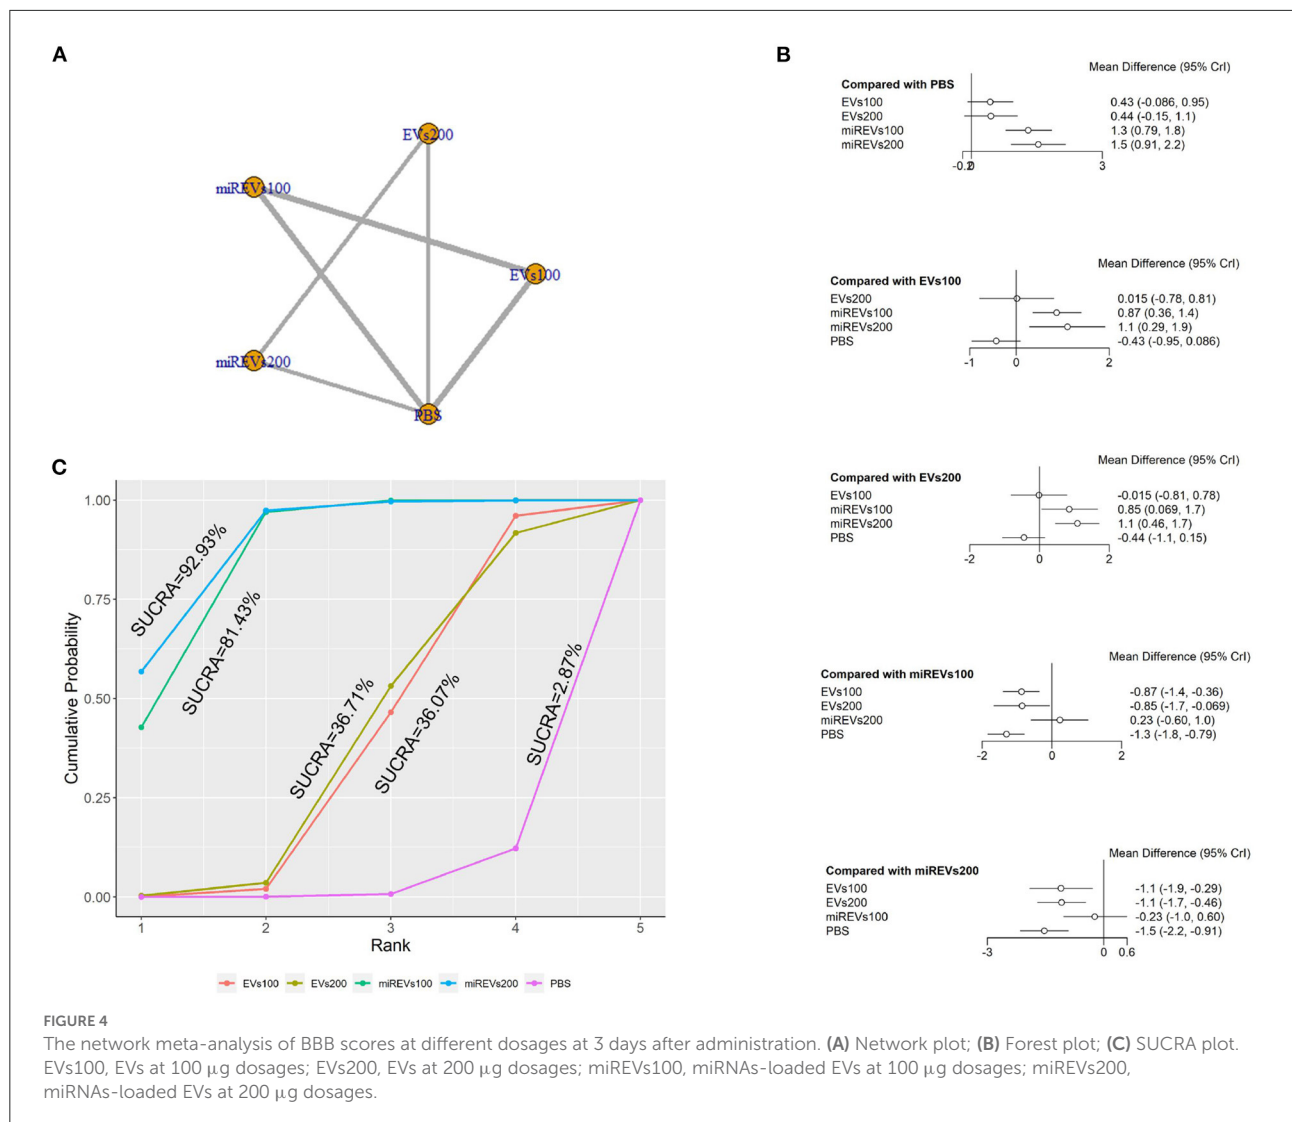 A
EVs200
miREVs100
EVs100
miREVs200
PBS
B
Mean Difference (95% CrI)
Compared with PBS
EVs100 0.43 (-0.086, 0.95)
EVs200 0.44 (-0.15, 1.1)
miREVs100 1.3 (0.79, 1.8)
miREVs200 1.5 (0.91, 2.2)
-0.2 0 3
Mean Difference (95% CrI)
Compared with EVs100
EVs200 0.015 (-0.78, 0.81)
miREVs100 0.87 (0.36, 1.4)
miREVs200 1.1 (0.29, 1.9)
PBS -0.43 (-0.95, 0.086)
-1 0 2
Mean Difference (95% CrI)
Compared with EVs200
EVs100 -0.015 (-0.81, 0.78)
miREVs100 0.85 (0.069, 1.7)
miREVs200 1.1 (0.46, 1.7)
PBS -0.44 (-1.1, 0.15)
-2 0 2
Mean Difference (95% CrI)
Compared with miREVs100
EVs100 -0.87 (-1.4, -0.36)
EVs200 -0.85 (-1.7, -0.069)
miREVs200 0.23 (-0.60, 1.0)
PBS -1.3 (-1.8, -0.79)
-2 0 2
Mean Difference (95% CrI)
Compared with miREVs200
EVs100 -1.1 (-1.9, -0.29)
EVs200 -1.1 (-1.7, -0.46)
miREVs100 -0.23 (-1.0, 0.60)
PBS -1.5 (-2.2, -0.91)
-3 0 0.6
C
Cumulative Probability
1.00
0.75
0.50
0.25
0.00
SUCRA=92.93%
SUCRA=81.43%
SUCRA=36.71%
SUCRA=36.07%
SUCRA=2.87%
1 2 3 4 5
Rank
EVs100 EVs200 miREVs100 miREVs200 PBS
FIGURE 4
The network meta-analysis of BBB scores at different dosages at 3 days after administration. (A) Network plot; (B) Forest plot; (C) SUCRA plot.
EVs100, EVs at 100 μg dosages; EVs200, EVs at 200 μg dosages; miREVs100, miRNAs-loaded EVs at 100 μg dosages; miREVs200,
miRNAs-loaded EVs at 200 μg dosages.